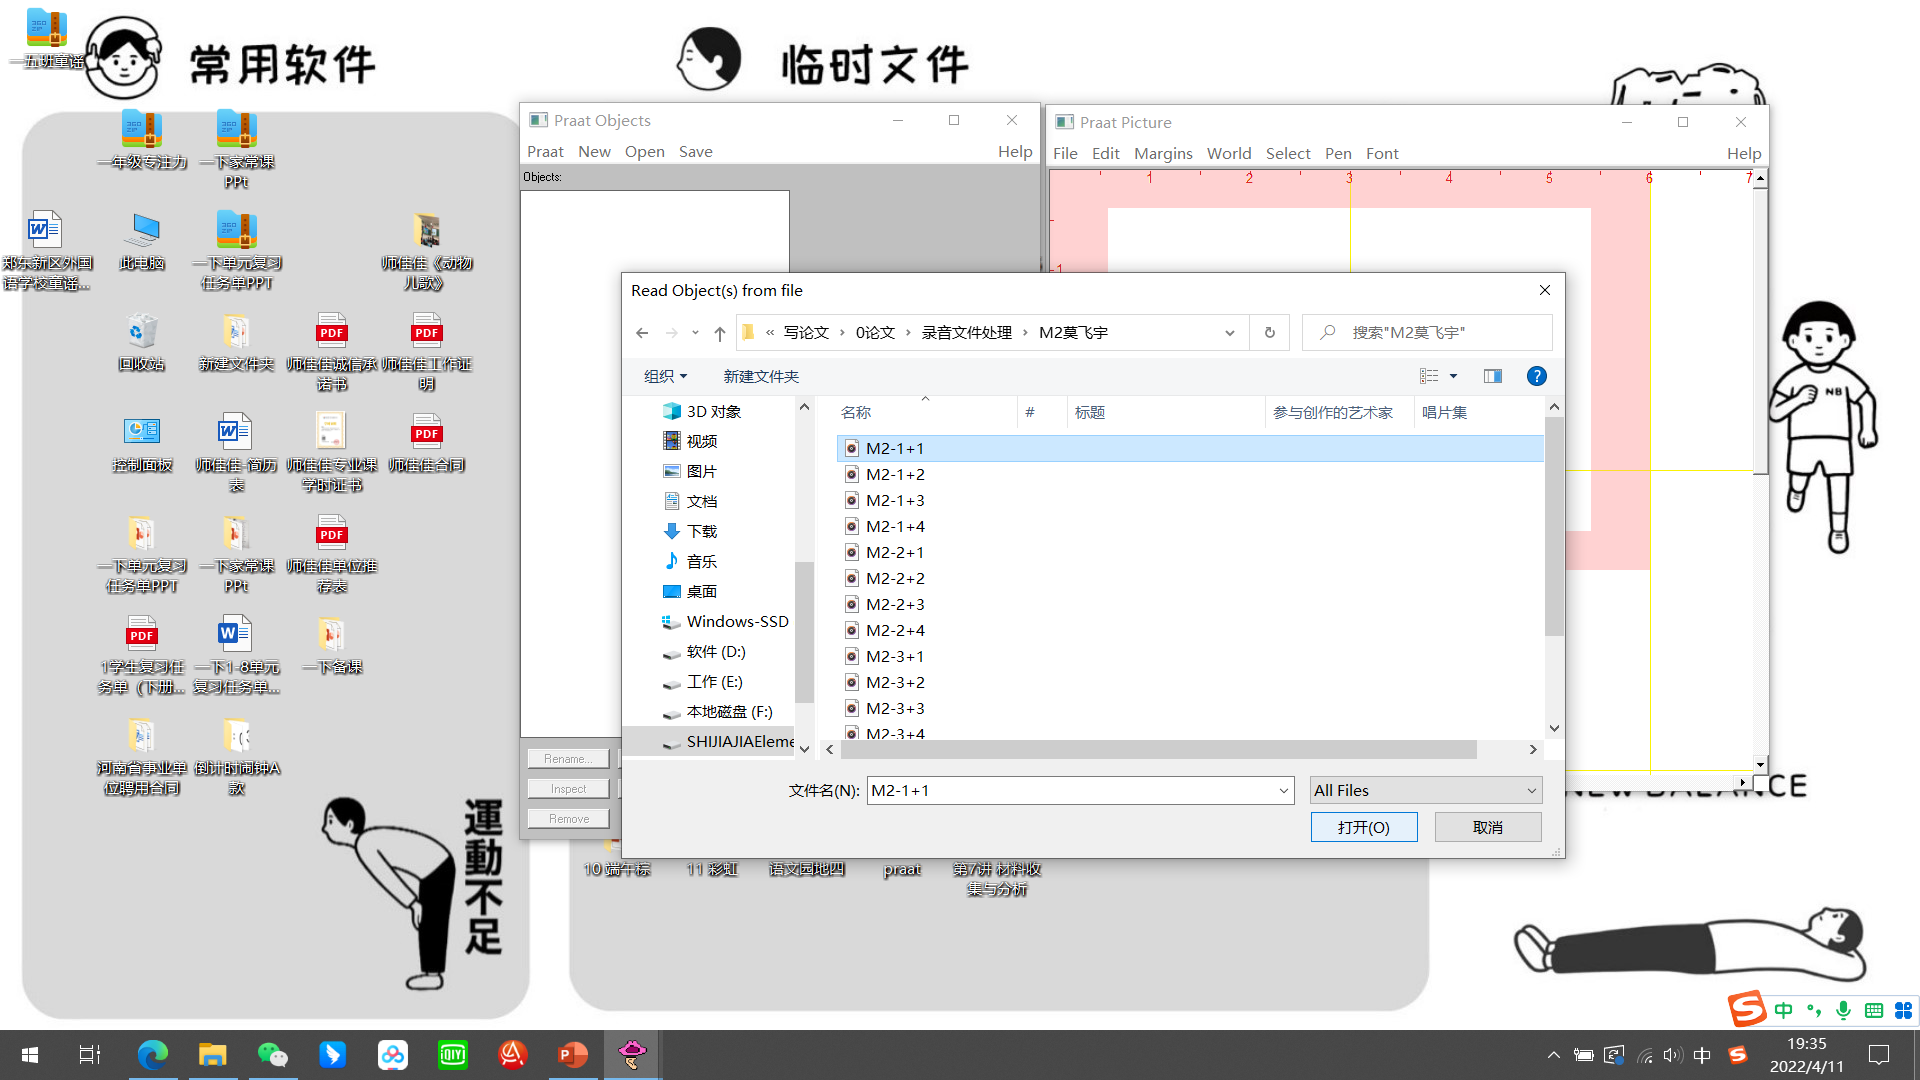 常用软件
临时文件
一五班童谣
一年级专注力
一下家常课
PPt
郑东新区外国
语学校童谣...
此电脑
一下单元复习
任务单PPT
师佳佳《动物
儿歌》
回收站
新建文件夹
师佳佳诚信承
诺书
师佳佳工作证
明
控制面板
师佳佳-简历
表
师佳佳专业课
学时证书
师佳佳合同
一下单元复习
任务单PPT
一下家常课
PPt
师佳佳单位推
荐表
1学生复习任
务单（下册...
一下1-8单元
复习任务单...
一下备课
河南省事业单
位聘用合同
倒计时闹钟A
款
運動不足
Praat Objects
Praat New Open Save Help
Objects:
Rename...
Inspect
Remove
Praat Picture
File Edit Margins World Select Pen Font Help
1 2 3 4 5 6 7
1
Read Object(s) from file
« 写论文 › 0论文 › 录音文件处理 › M2莫飞宇
搜索"M2莫飞宇"
组织 新建文件夹
3D 对象
视频
图片
文档
下载
音乐
桌面
Windows-SSD
软件 (D:)
工作 (E:)
本地磁盘 (F:)
SHIJIAJIAEleme
名称 # 标题 参与创作的艺术家 唱片集
M2-1+1
M2-1+2
M2-1+3
M2-1+4
M2-2+1
M2-2+2
M2-2+3
M2-2+4
M2-3+1
M2-3+2
M2-3+3
M2-3+4
文件名(N): M2-1+1 All Files
打开(O) 取消
NB
NEW BALANCE
10 端午粽
11 彩虹
语文园地四
praat
第7讲 材料收
集与分析
中
中
19:35
2022/4/11